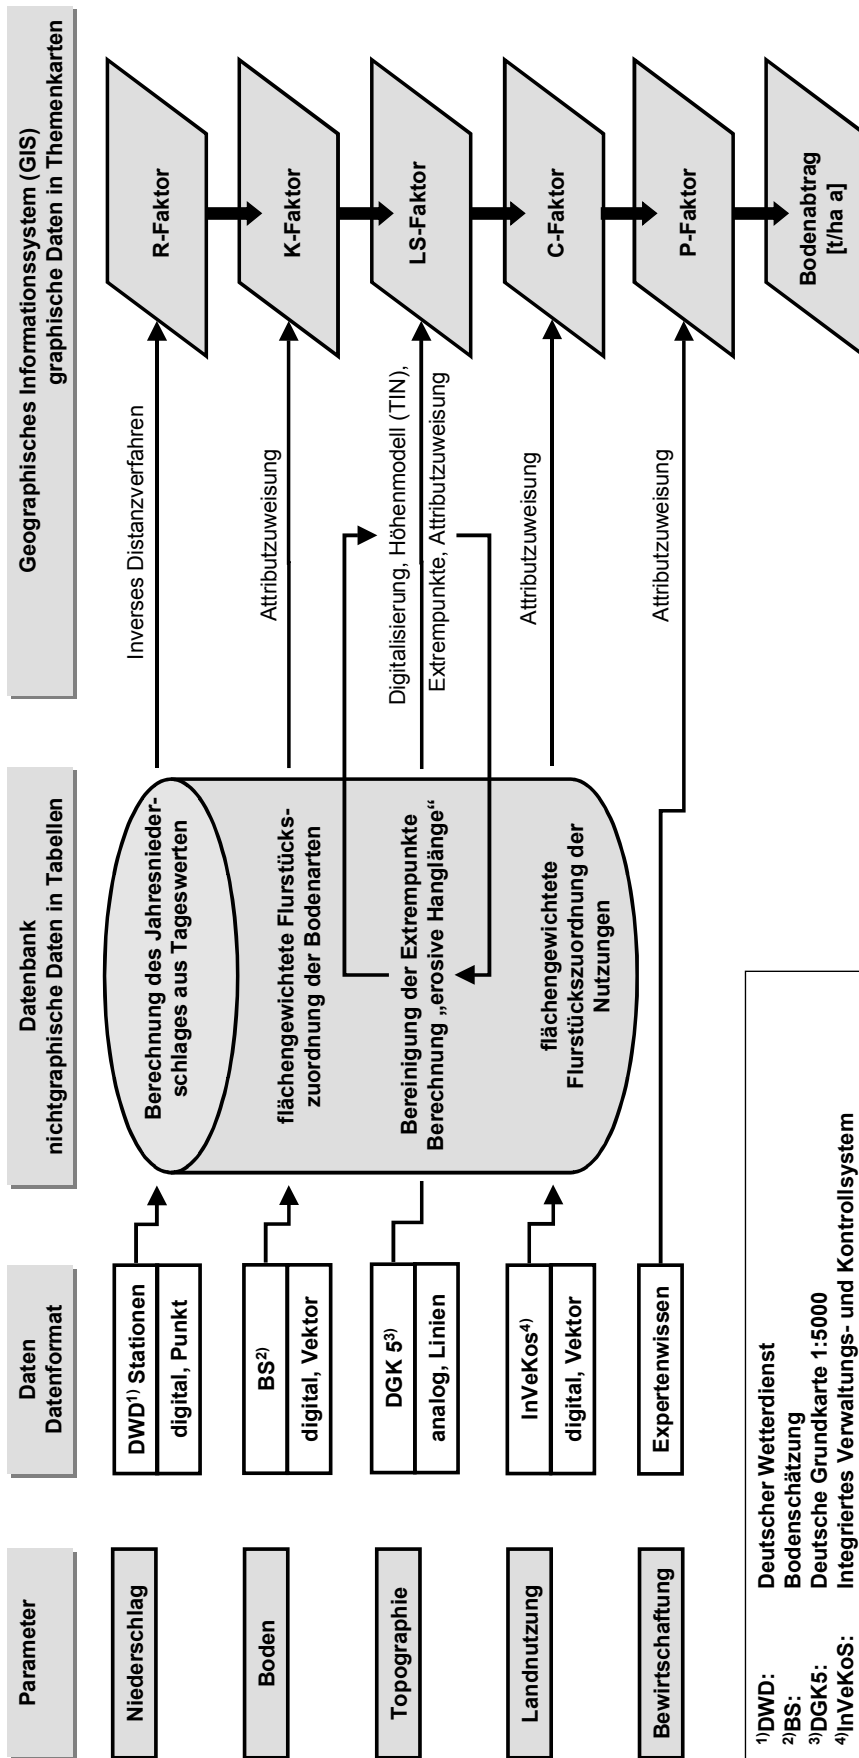 Parameter
Daten
Datenformat
Datenbank
nichtgraphische Daten in Tabellen
Geographisches Informationssystem (GIS)
graphische Daten in Themenkarten
Niederschlag
DWD1) Stationen
digital, Punkt
Berechnung des Jahresnieder-
schlages aus Tageswerten
Inverses Distanzverfahren
R-Faktor
Boden
BS2)
digital, Vektor
flächengewichtete Flurstücks-
zuordnung der Bodenarten
Attributzuweisung
K-Faktor
Topographie
DGK 53)
analog, Linien
Bereinigung der Extrempunkte
Berechnung „erosive Hanglänge“
Digitalisierung, Höhenmodell (TIN),
Extrempunkte, Attributzuweisung
LS-Faktor
Landnutzung
InVeKos4)
digital, Vektor
flächengewichtete
Flurstückszuordnung der
Nutzungen
Attributzuweisung
C-Faktor
Bewirtschaftung
Expertenwissen
Attributzuweisung
P-Faktor
Bodenabtrag
[t/ha a]
1)DWD: Deutscher Wetterdienst
2)BS: Bodenschätzung
3)DGK5: Deutsche Grundkarte 1:5000
4)InVeKoS: Integriertes Verwaltungs- und Kontrollsystem